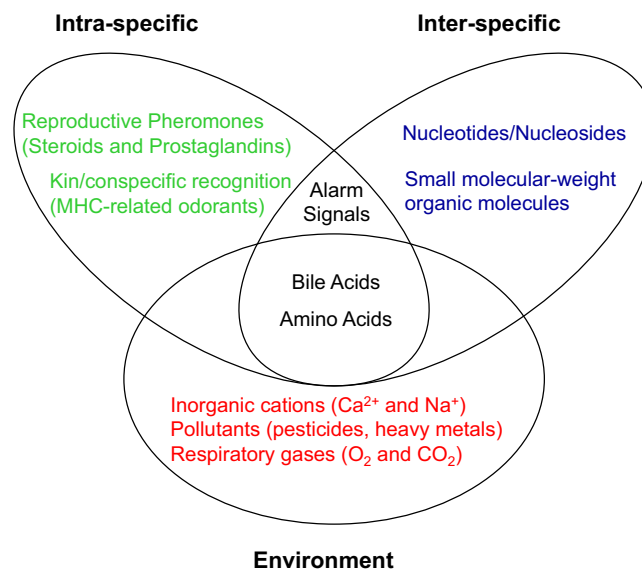 Intra-specific
Inter-specific
Reproductive Pheromones
(Steroids and Prostaglandins)
Kin/conspecific recognition
(MHC-related odorants)
Nucleotides/Nucleosides
Small molecular-weight
organic molecules
Alarm
Signals
Bile Acids
Amino Acids
Inorganic cations (Ca²⁺ and Na⁺)
Pollutants (pesticides, heavy metals)
Respiratory gases (O₂ and CO₂)
Environment